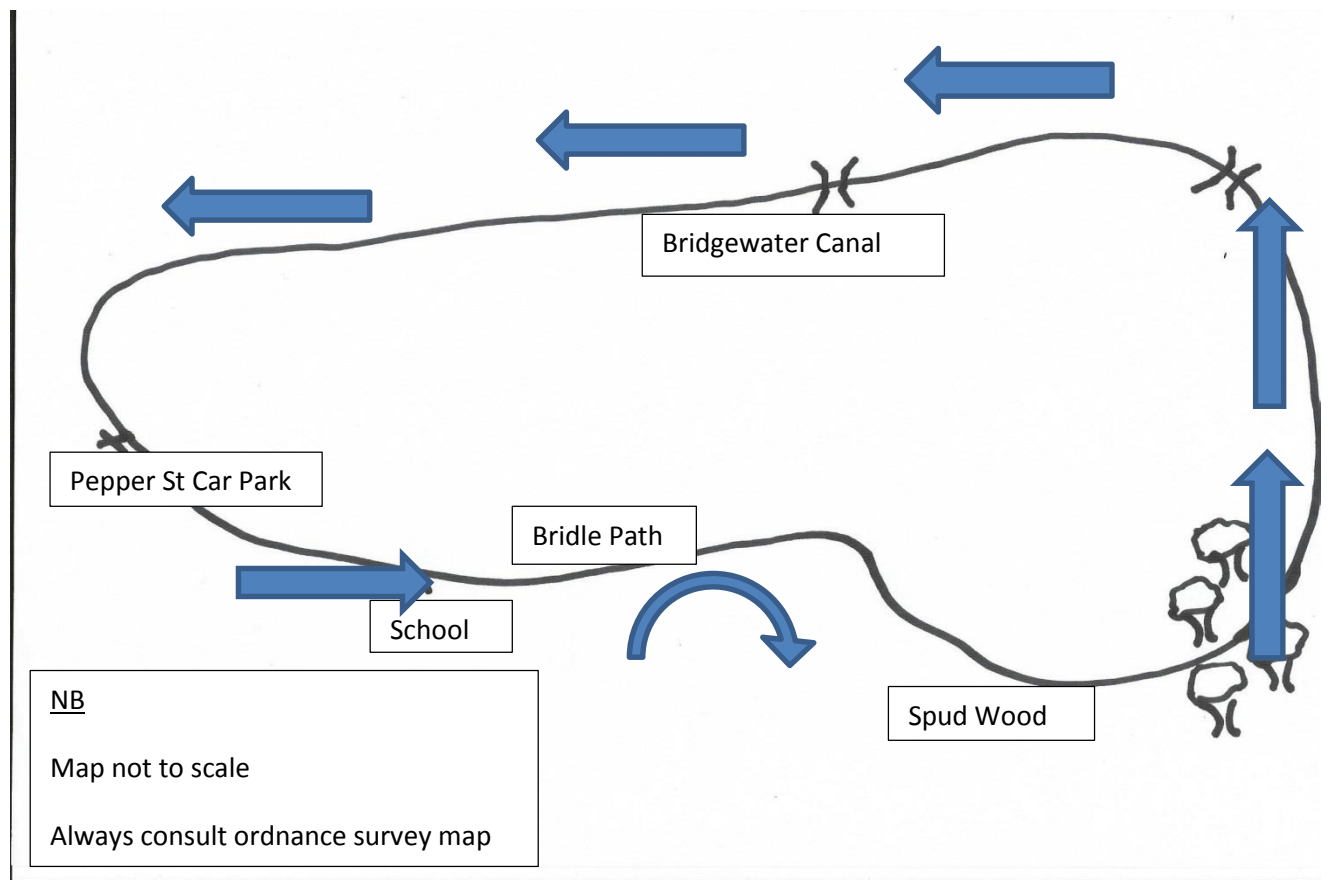 Bridgewater Canal
Pepper St Car Park
Bridle Path
School
Spud Wood
NB
Map not to scale
Always consult ordnance survey map